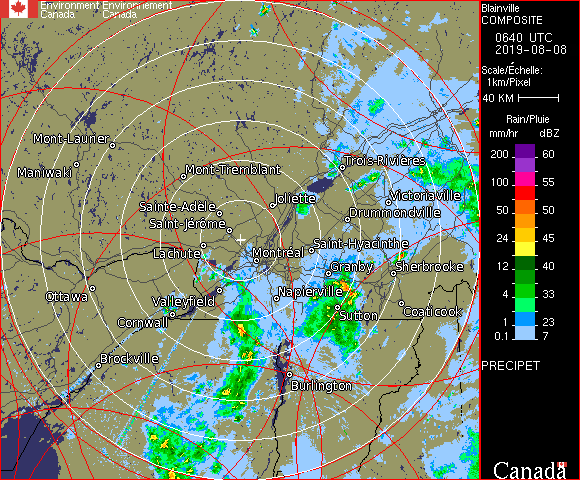 Environment Environnement
Canada Canada
Blainville
COMPOSITE
0640 UTC
2019-08-08
Scale/Échelle:
1km/Pixel
40 KM
Rain/Pluie
mm/hr dBZ
200 60
100 55
50 50
24 45
12 40
4 33
1 23
0.1 7
PRECIPET
Mont-Laurier
Maniwaki
Mont-Tremblant
Trois-Rivières
Joliette
Victoriaville
Sainte-Adèle
Drummondville
Saint-Jérôme
Saint-Hyacinthe
Lachute
Montréal
Granby
Sherbrooke
Ottawa
Valleyfield
Napierville
Coaticook
Cornwall
Sutton
Brockville
Burlington
Canada